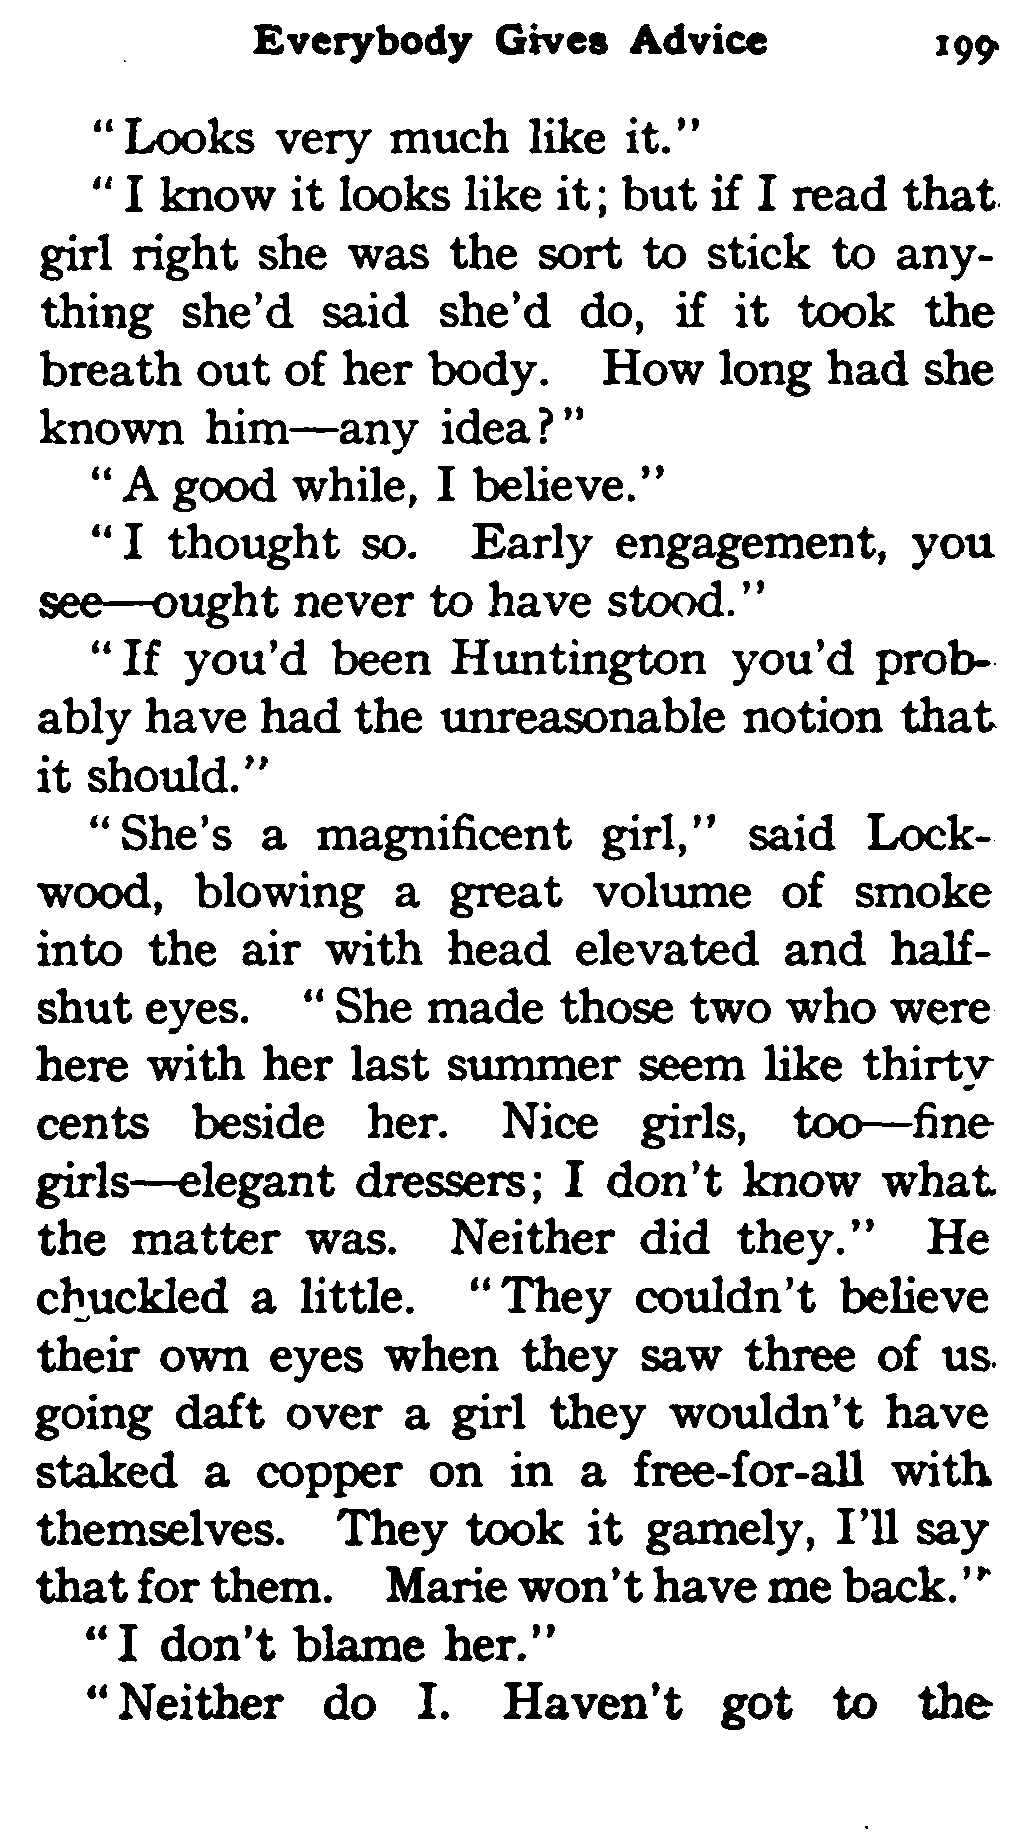 Everybody Gives Advice 199
"Looks very much like it."
"I know it looks like it; but if I read that
girl right she was the sort to stick to any-
thing she'd said she'd do, if it took the
breath out of her body. How long had she
known him—any idea?"
"A good while, I believe."
"I thought so. Early engagement, you
see—ought never to have stood."
"If you'd been Huntington you'd prob-
ably have had the unreasonable notion that
it should."
"She's a magnificent girl," said Lock-
wood, blowing a great volume of smoke
into the air with head elevated and half-
shut eyes. "She made those two who were
here with her last summer seem like thirty
cents beside her. Nice girls, too—fine
girls—elegant dressers; I don't know what
the matter was. Neither did they." He
chuckled a little. "They couldn't believe
their own eyes when they saw three of us
going daft over a girl they wouldn't have
staked a copper on in a free-for-all with
themselves. They took it gamely, I'll say
that for them. Marie won't have me back."
"I don't blame her."
"Neither do I. Haven't got to the